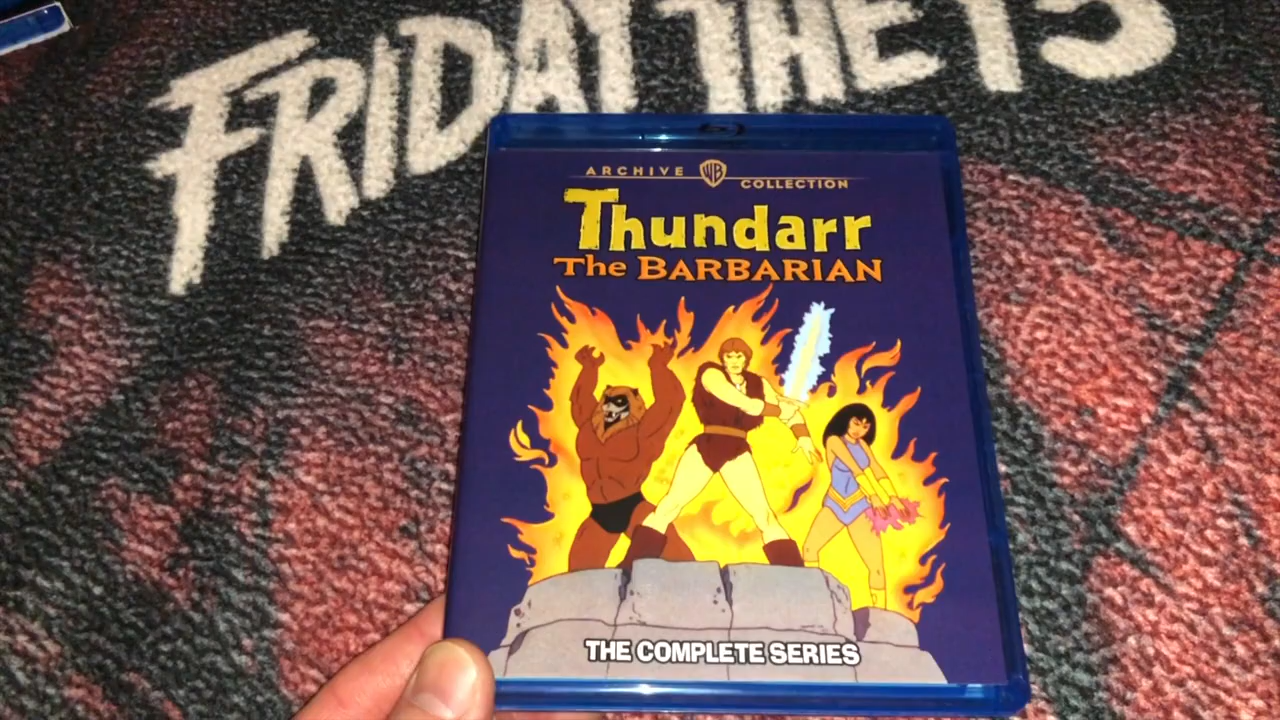 FRIDAY THE 13
ARCHIVE WB COLLECTION
Thundarr
The BARBARIAN
THE COMPLETE SERIES